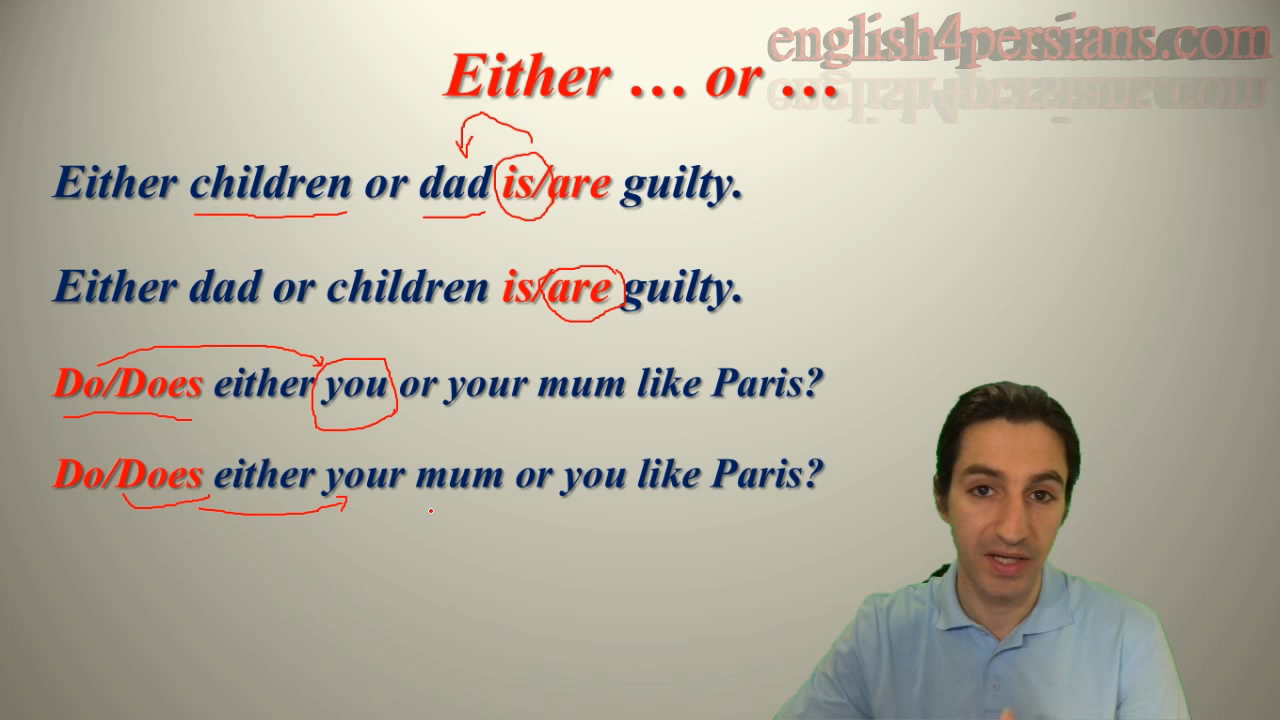 english4persians.com
Either ... or ...
Either children or dad is/are guilty.
Either dad or children is/are guilty.
Do/Does either you or your mum like Paris?
Do/Does either your mum or you like Paris?